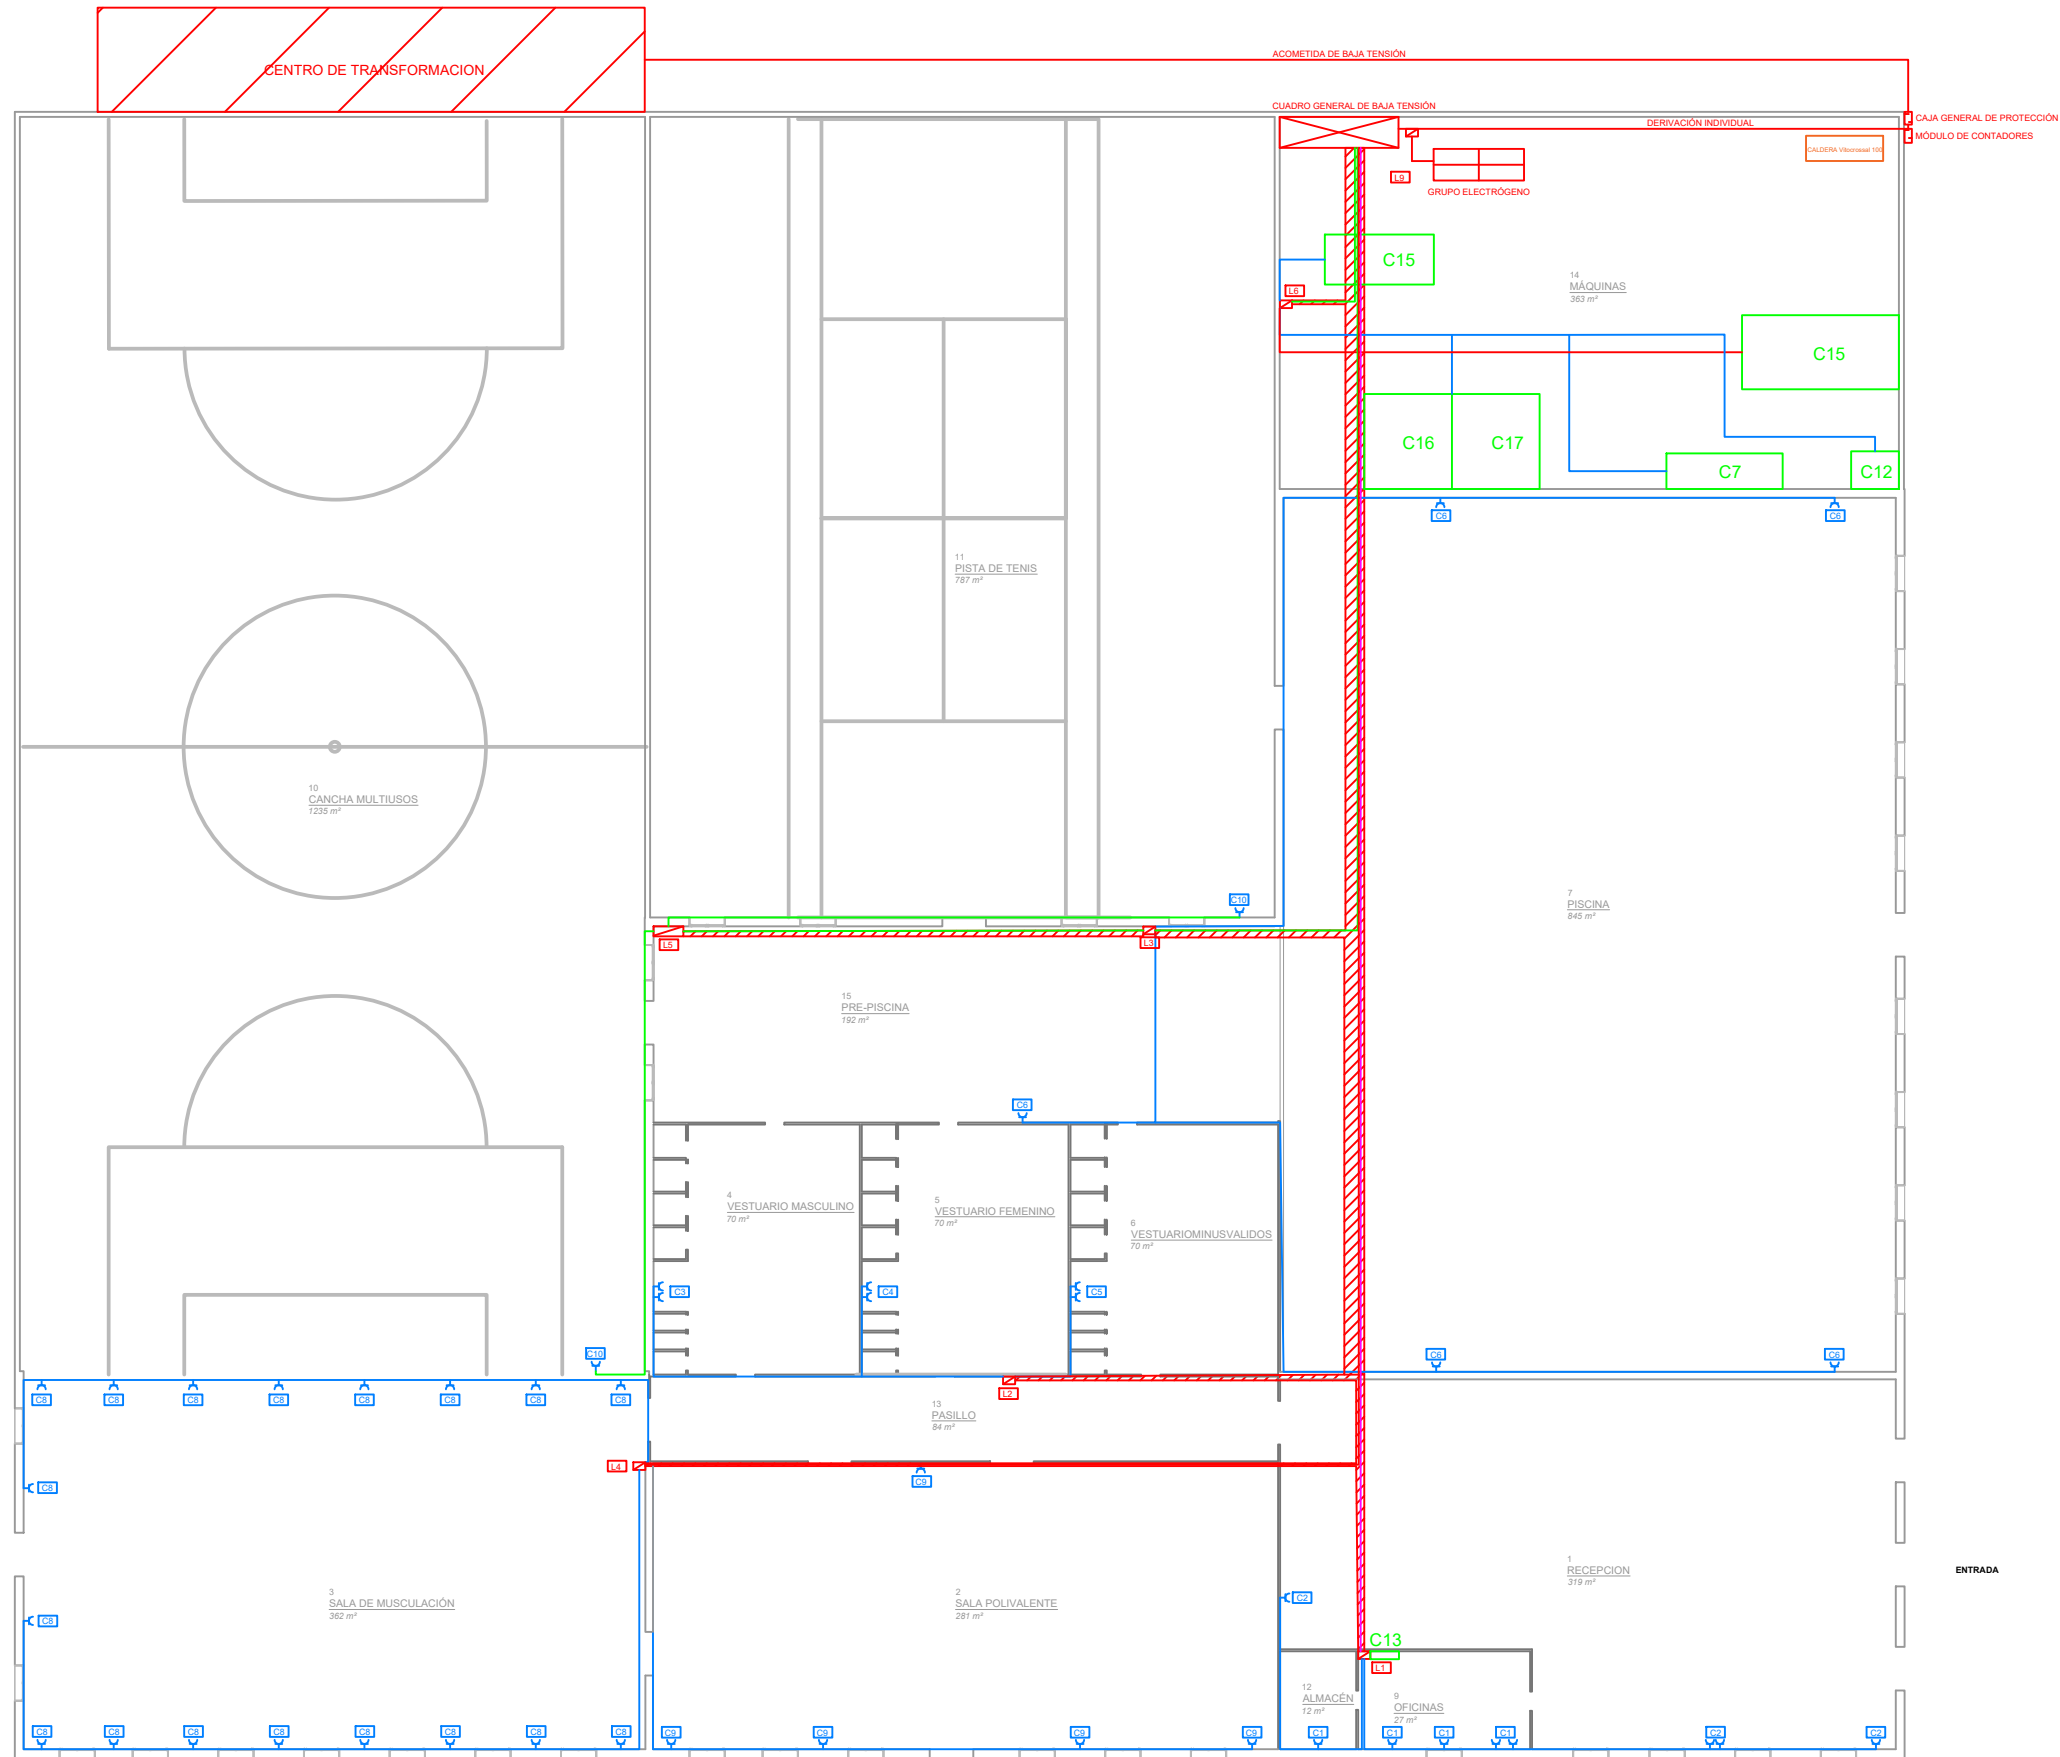 ACOMETIDA DE BAJA TENSIÓN
CENTRO DE TRANSFORMACION
CUADRO GENERAL DE BAJA TENSIÓN
DERIVACIÓN INDIVIDUAL
CAJA GENERAL DE PROTECCIÓN
MÓDULO DE CONTADORES
CALDERA Vitocrossal 100
L9
GRUPO ELECTRÓGENO
C15
14
MÁQUINAS
363 m²
L6
C15
C16
C17
C7
C12
C6
C6
11
PISTA DE TENIS
787 m²
10
CANCHA MULTIUSOS
1235 m²
7
PISCINA
845 m²
C10
L5
L3
15
PRE-PISCINA
192 m²
C6
4
VESTUARIO MASCULINO
70 m²
5
VESTUARIO FEMENINO
70 m²
6
VESTUARIOMINUSVALIDOS
70 m²
C3
C4
C5
C10
C6
C6
C8
C8
C8
C8
C8
C8
C8
C8
L2
13
PASILLO
84 m²
L4
C9
C8
1
RECEPCION
319 m²
ENTRADA
3
SALA DE MUSCULACIÓN
362 m²
2
SALA POLIVALENTE
281 m²
C2
C8
C13
L1
12
ALMACÉN
12 m²
9
OFICINAS
27 m²
C8
C8
C8
C8
C8
C8
C8
C8
C9
C9
C9
C9
C1
C1
C1
C1
C2
C2